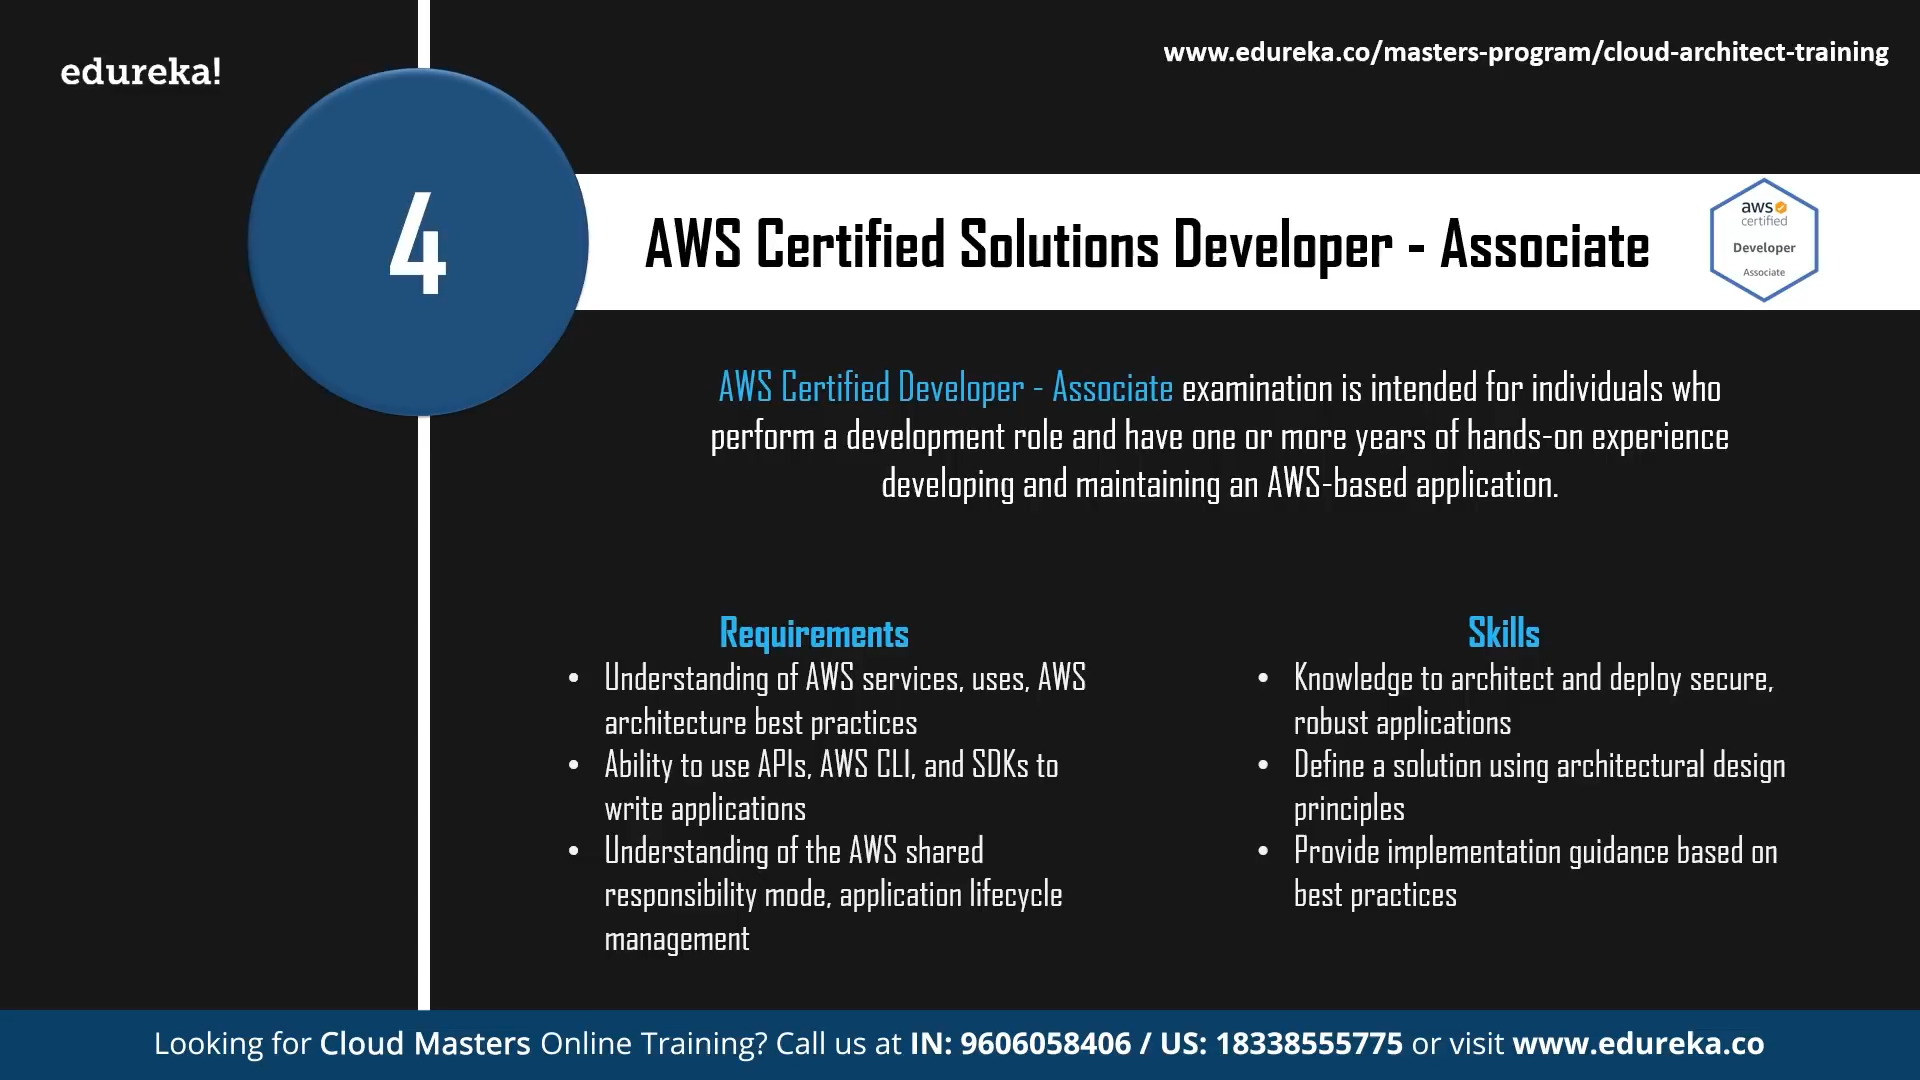 edureka!
www.edureka.co/masters-program/cloud-architect-training
4
AWS Certified Solutions Developer - Associate
aws
certified
Developer
Associate
AWS Certified Developer - Associate examination is intended for individuals who
perform a development role and have one or more years of hands-on experience
developing and maintaining an AWS-based application.
Requirements
• Understanding of AWS services, uses, AWS
architecture best practices
• Ability to use APIs, AWS CLI, and SDKs to
write applications
• Understanding of the AWS shared
responsibility mode, application lifecycle
management
Skills
• Knowledge to architect and deploy secure,
robust applications
• Define a solution using architectural design
principles
• Provide implementation guidance based on
best practices
Looking for Cloud Masters Online Training? Call us at IN: 9606058406 / US: 18338555775 or visit www.edureka.co